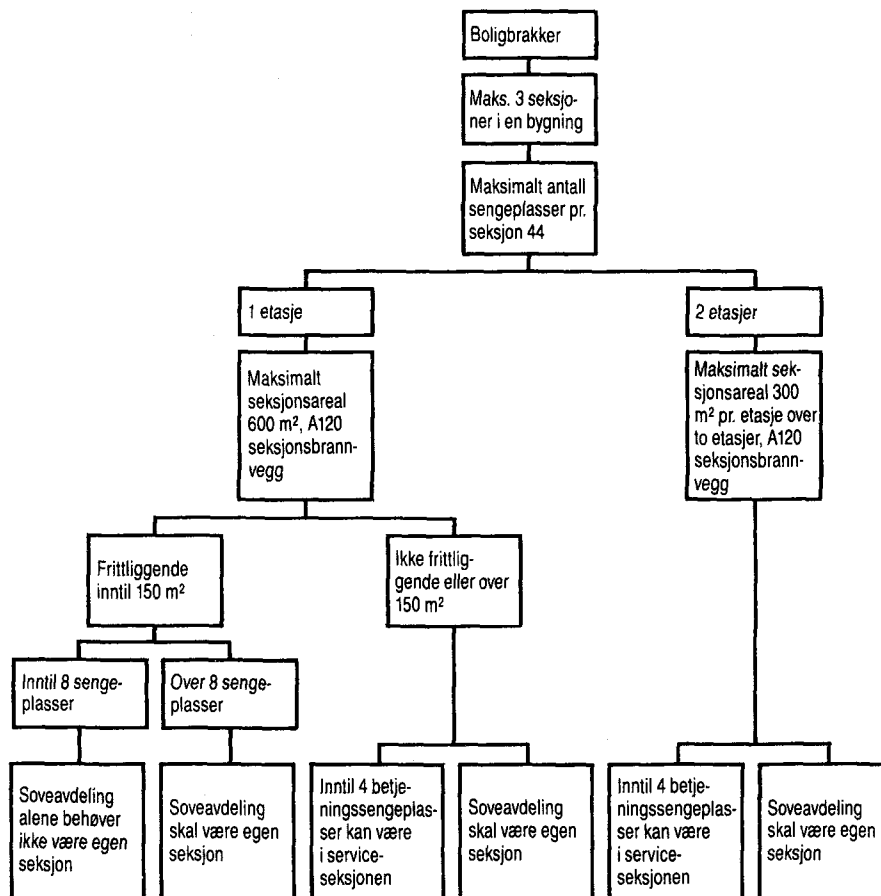 Boligbrakker
Maks. 3 seksjo-
ner i en bygning
Maksimalt antall
sengeplasser pr.
seksjon 44
1 etasje
2 etasjer
Maksimalt
seksjonsareal
600 m², A120
seksjonsbrann-
vegg
Maksimalt sek-
sjonsareal 300
m² pr. etasje over
to etasjer, A120
seksjonsbrann-
vegg
Frittliggende
inntil 150 m²
Ikke frittlig-
gende eller over
150 m²
Inntil 8 senge-
plasser
Over 8 senge-
plasser
Soveavdeling
alene behøver
ikke være egen
seksjon
Soveavdeling
skal være egen
seksjon
Inntil 4 betje-
ningssengeplas-
ser kan være
i service-
seksjonen
Soveavdeling
skal være egen
seksjon
Inntil 4 betje-
ningssengeplas-
ser kan være
i service-
seksjonen
Soveavdeling
skal være egen
seksjon